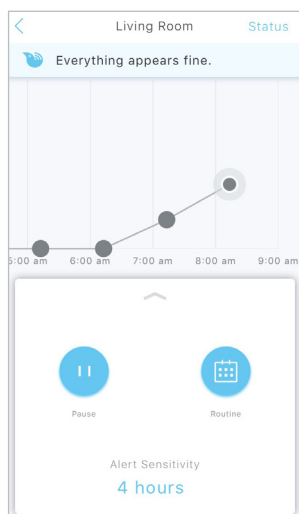 Living Room Status
Everything appears fine.
5:00 am 6:00 am 7:00 am 8:00 am 9:00 am
Pause Routine
Alert Sensitivity
4 hours